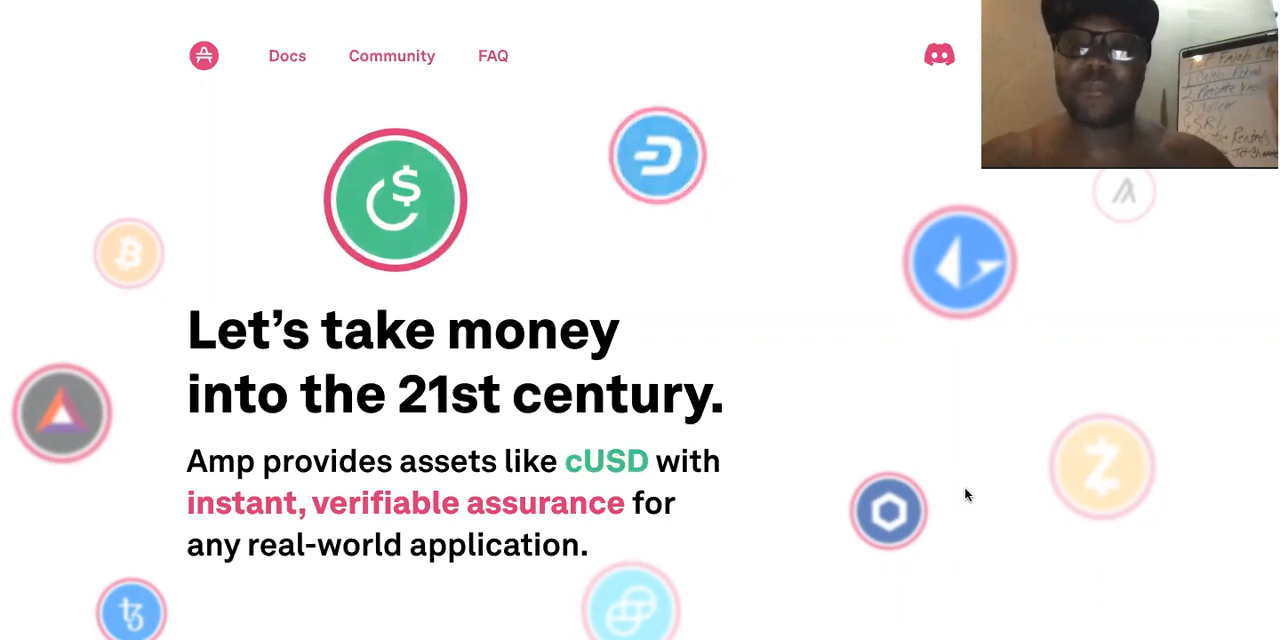 Docs Community FAQ
Let’s take money
into the 21st century.
Amp provides assets like cUSD with
instant, verifiable assurance for
any real-world application.